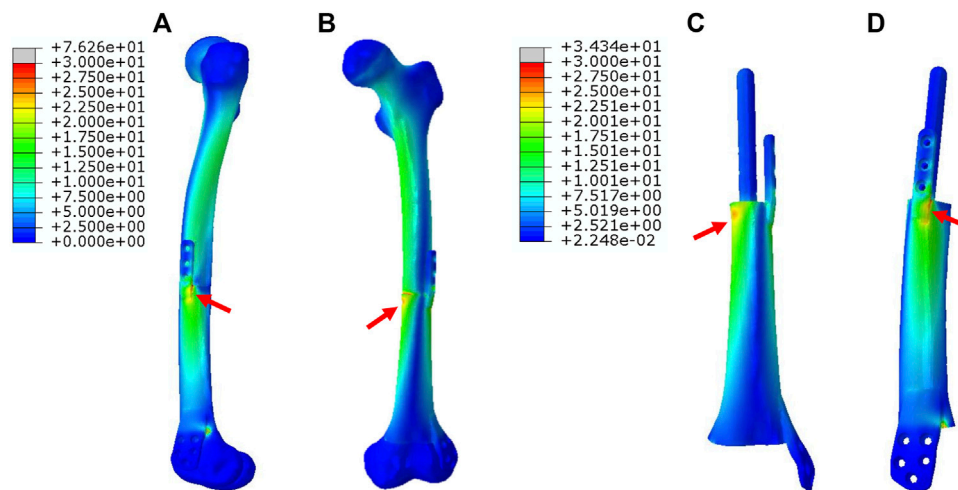 A
B
C
D
+7.626e+01
+3.000e+01
+2.750e+01
+2.500e+01
+2.250e+01
+2.000e+01
+1.750e+01
+1.500e+01
+1.250e+01
+1.000e+01
+7.500e+00
+5.000e+00
+2.500e+00
+0.000e+00
+3.434e+01
+3.000e+01
+2.750e+01
+2.500e+01
+2.251e+01
+2.001e+01
+1.751e+01
+1.501e+01
+1.251e+01
+1.001e+01
+7.517e+00
+5.019e+00
+2.521e+00
+2.248e-02